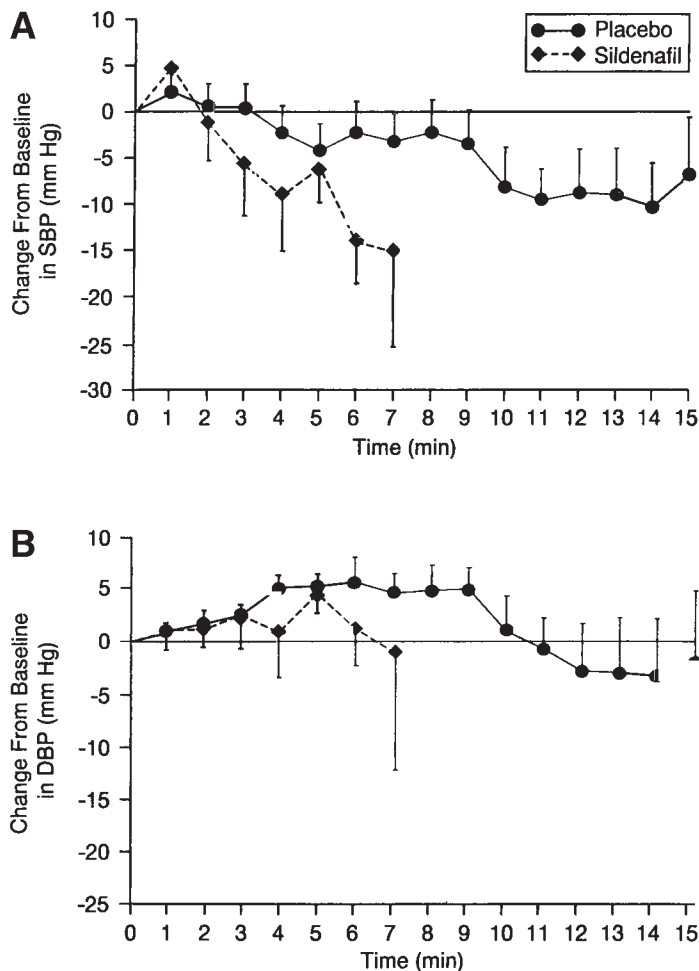 A
Placebo
Sildenafil
10
5
0
-5
-10
-15
-20
-25
-30
Change From Baseline
in SBP (mm Hg)
0 1 2 3 4 5 6 7 8 9 10 11 12 13 14 15
Time (min)
B
10
5
0
-5
-10
-15
-20
-25
Change From Baseline
in DBP (mm Hg)
0 1 2 3 4 5 6 7 8 9 10 11 12 13 14 15
Time (min)